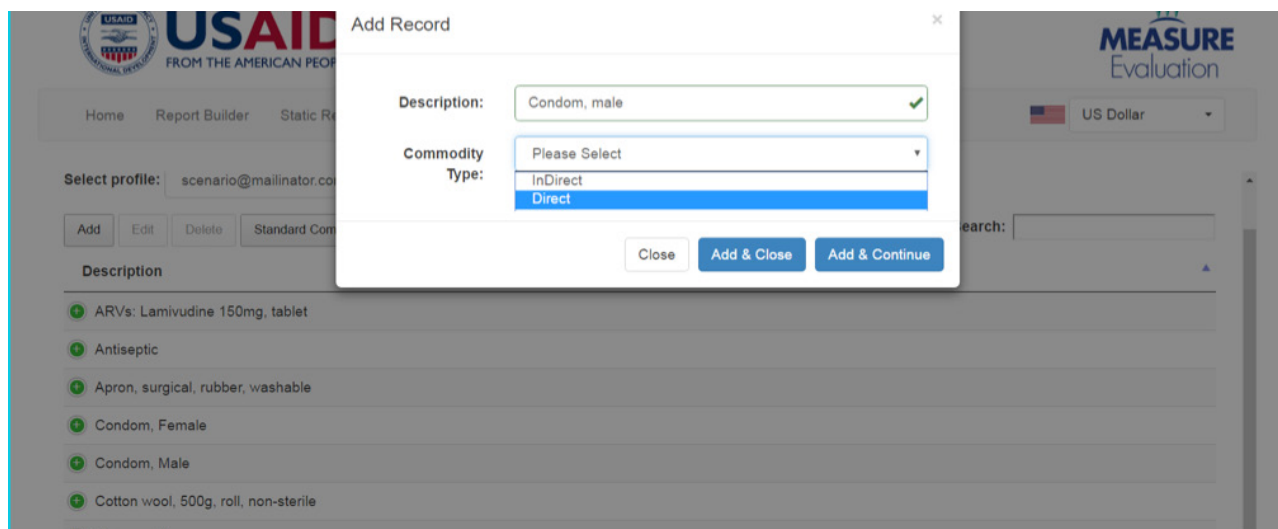 USAID
USAID
FROM THE AMERICAN PEOP
Add Record
×
MEASURE
Evaluation
Description:
Condom, male
Home Report Builder Static Re
US Dollar
Commodity
Type:
Please Select
InDirect
Direct
Select profile: scenario@mailinator.co
Add Edit Delete Standard Com
earch:
Close Add & Close Add & Continue
Description
ARVs: Lamivudine 150mg, tablet
Antiseptic
Apron, surgical, rubber, washable
Condom, Female
Condom, Male
Cotton wool, 500g, roll, non-sterile